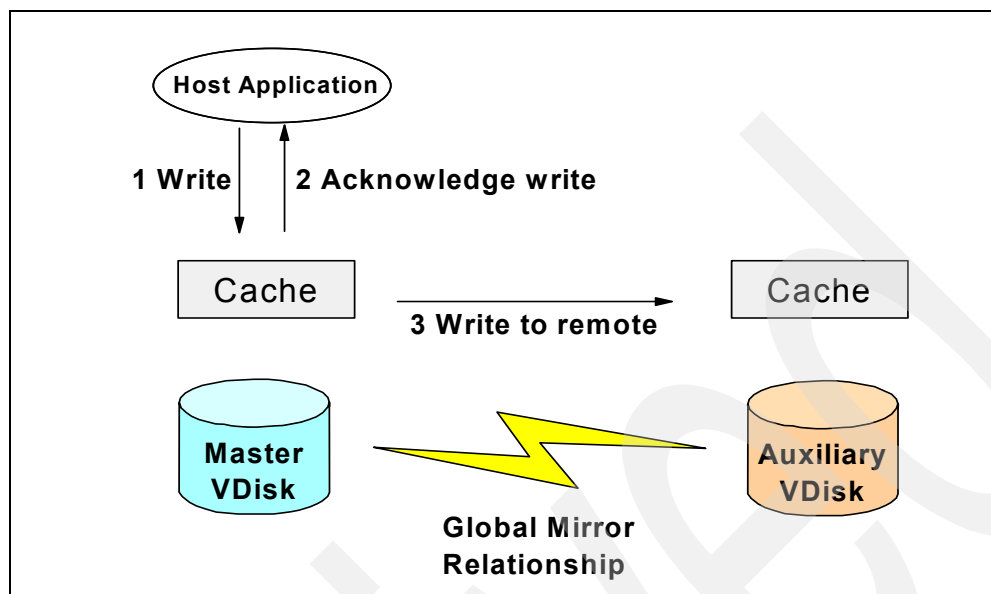 Host Application
1 Write
2 Acknowledge write
Cache
Cache
3 Write to remote
Master
VDisk
Auxiliary
VDisk
Global Mirror
Relationship